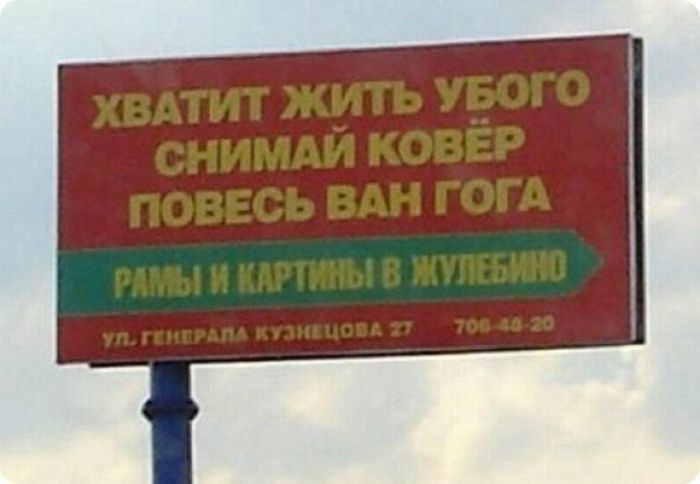 ХВАТИТ ЖИТЬ УБОГО
СНИМАЙ КОВЁР
ПОВЕСЬ ВАН ГОГА
РАМЫ И КАРТИНЫ В ЖУЛЕБИНО
УЛ. ГЕНЕРАЛА КУЗНЕЦОВА 27 706-48-20